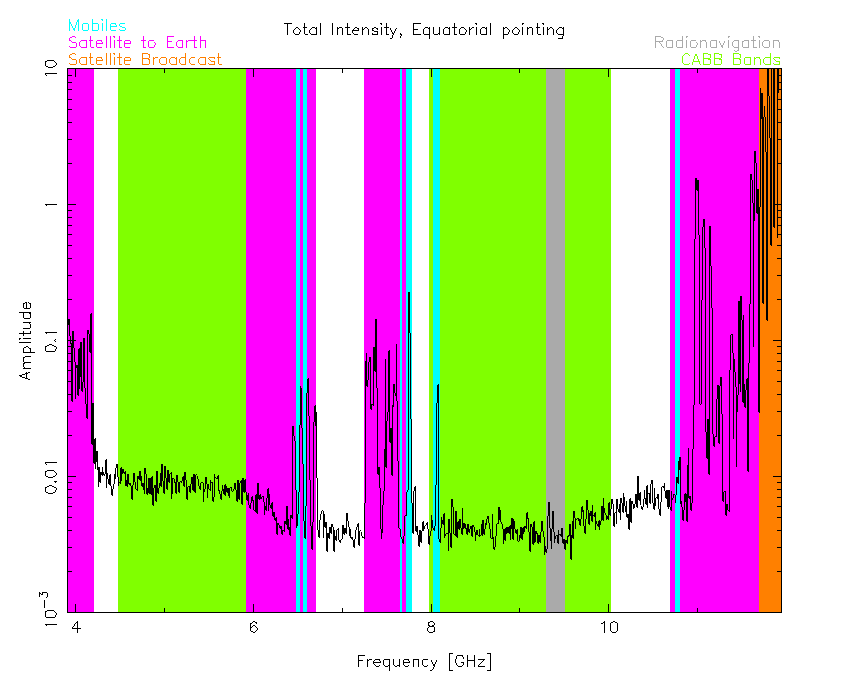 Total Intensity, Equatorial pointing
Mobiles
Satellite to Earth
Satellite Broadcast
Radionavigation
CABB Bands
10
1
0.1
0.01
10⁻³
Amplitude
4 6 8 10
Frequency [GHz]